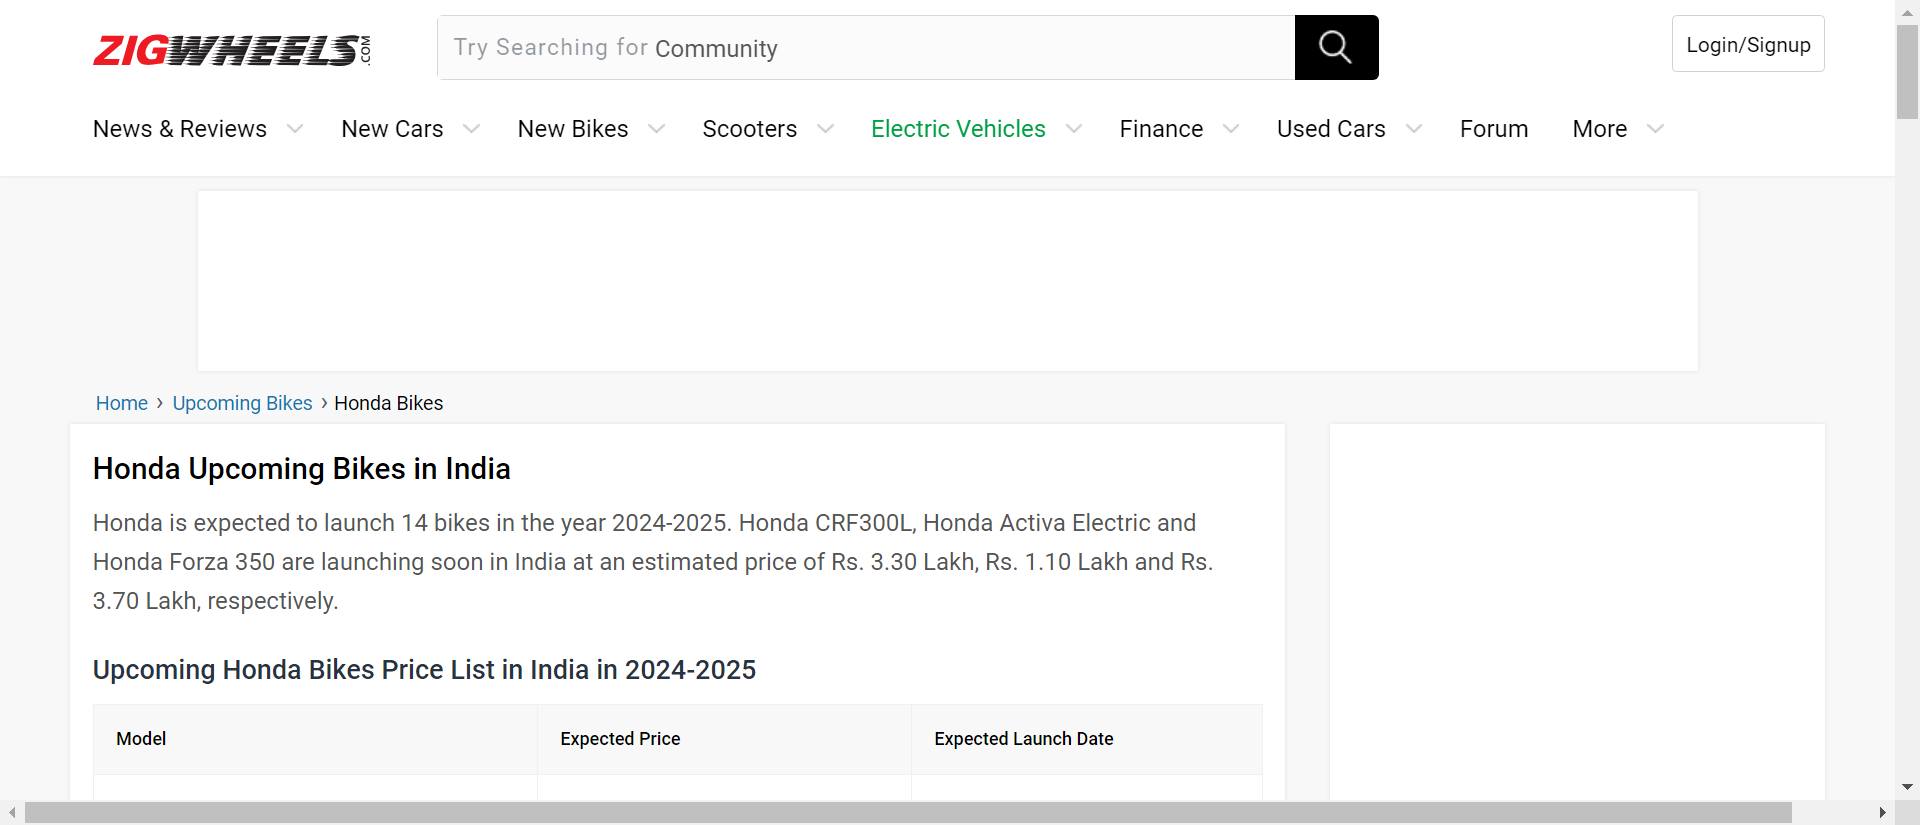 ZIGWHEELS.COM
Try Searching for Community
Login/Signup
News & Reviews New Cars New Bikes Scooters Electric Vehicles Finance Used Cars Forum More
Home › Upcoming Bikes › Honda Bikes
Honda Upcoming Bikes in India
Honda is expected to launch 14 bikes in the year 2024-2025. Honda CRF300L, Honda Activa Electric and
Honda Forza 350 are launching soon in India at an estimated price of Rs. 3.30 Lakh, Rs. 1.10 Lakh and Rs.
3.70 Lakh, respectively.
Upcoming Honda Bikes Price List in India in 2024-2025
Model Expected Price Expected Launch Date